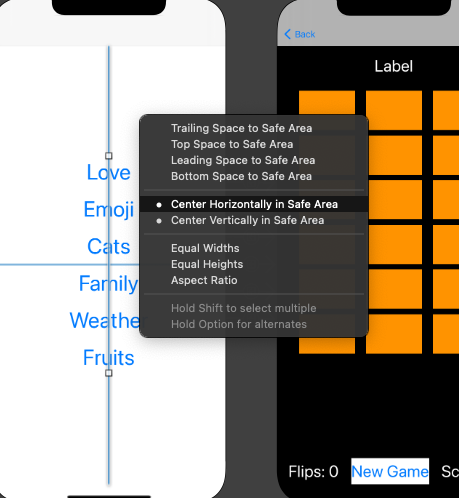 Back
Label
Love
Emoji
Cats
Family
Weathe
Fruits
Trailing Space to Safe Area
Top Space to Safe Area
Leading Space to Safe Area
Bottom Space to Safe Area
Center Horizontally in Safe Area
Center Vertically in Safe Area
Equal Widths
Equal Heights
Aspect Ratio
Hold Shift to select multiple
Hold Option for alternates
Flips: 0
New Game
Sc